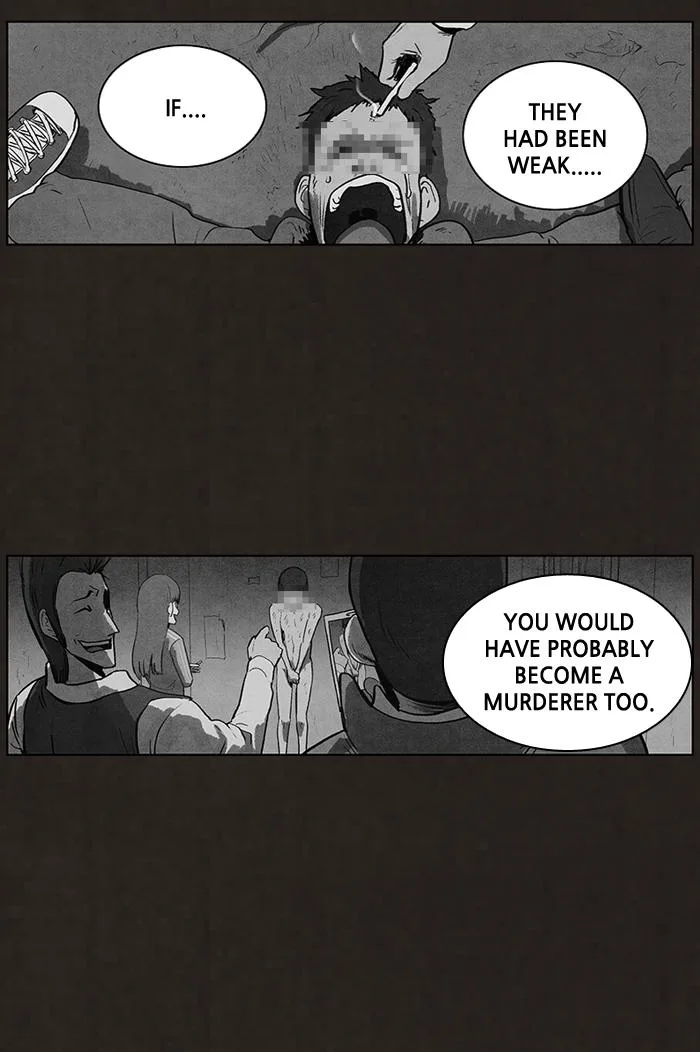 IF....
THEY
HAD BEEN
WEAK.....
YOU WOULD
HAVE PROBABLY
BECOME A
MURDERER TOO.